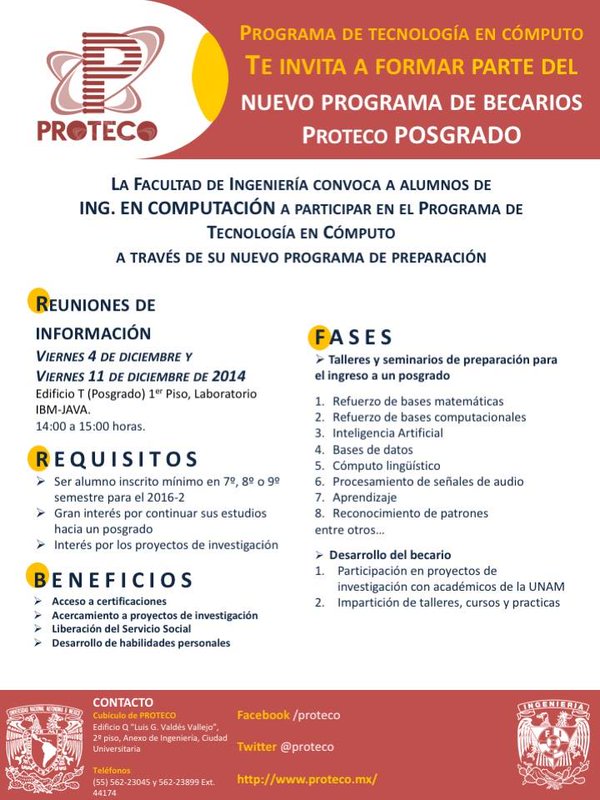 PROTECO
PROGRAMA DE TECNOLOGÍA EN CÓMPUTO
TE INVITA A FORMAR PARTE DEL
NUEVO PROGRAMA DE BECARIOS
PROTECO POSGRADO
LA FACULTAD DE INGENIERÍA CONVOCA A ALUMNOS DE
ING. EN COMPUTACIÓN A PARTICIPAR EN EL PROGRAMA DE
TECNOLOGÍA EN CÓMPUTO
A TRAVÉS DE SU NUEVO PROGRAMA DE PREPARACIÓN
REUNIONES DE
INFORMACIÓN
VIERNES 4 DE DICIEMBRE Y
VIERNES 11 DE DICIEMBRE DE 2014
Edificio T (Posgrado) 1er Piso, Laboratorio
IBM-JAVA.
14:00 a 15:00 horas.
REQUISITOS
➢ Ser alumno inscrito mínimo en 7º, 8º o 9º
semestre para el 2016-2
➢ Gran interés por continuar sus estudios
hacia un posgrado
➢ Interés por los proyectos de investigación
BENEFICIOS
➢ Acceso a certificaciones
➢ Acercamiento a proyectos de investigación
➢ Liberación del Servicio Social
➢ Desarrollo de habilidades personales
FASES
➢ Talleres y seminarios de preparación para
el ingreso a un posgrado
1. Refuerzo de bases matemáticas
2. Refuerzo de bases computacionales
3. Inteligencia Artificial
4. Bases de datos
5. Cómputo lingüístico
6. Procesamiento de señales de audio
7. Aprendizaje
8. Reconocimiento de patrones
entre otros...
➢ Desarrollo del becario
1. Participación en proyectos de
investigación con académicos de la UNAM
2. Impartición de talleres, cursos y practicas
CONTACTO
Cubículo de PROTECO
Edificio Q "Luis G. Valdés Vallejo",
2º piso, Anexo de Ingeniería, Ciudad
Universitaria
Teléfonos
(55) 562-23045 y 562-23899 Ext.
44174
Facebook /proteco
Twitter @proteco
http://www.proteco.mx/
INGENIERIA